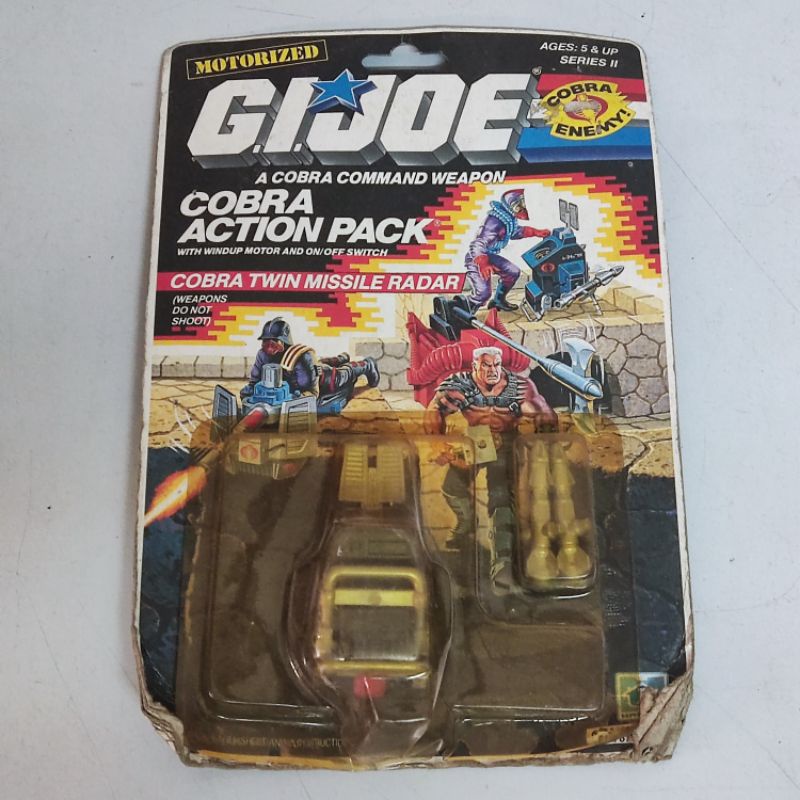 MOTORIZED
AGES: 5 & UP
SERIES II
G.I. JOE®
COBRA
ENEMY!
A COBRA COMMAND WEAPON
COBRA
ACTION PACK®
WITH WINDUP MOTOR AND ON/OFF SWITCH
COBRA TWIN MISSILE RADAR
(WEAPONS
DO NOT
SHOOT)